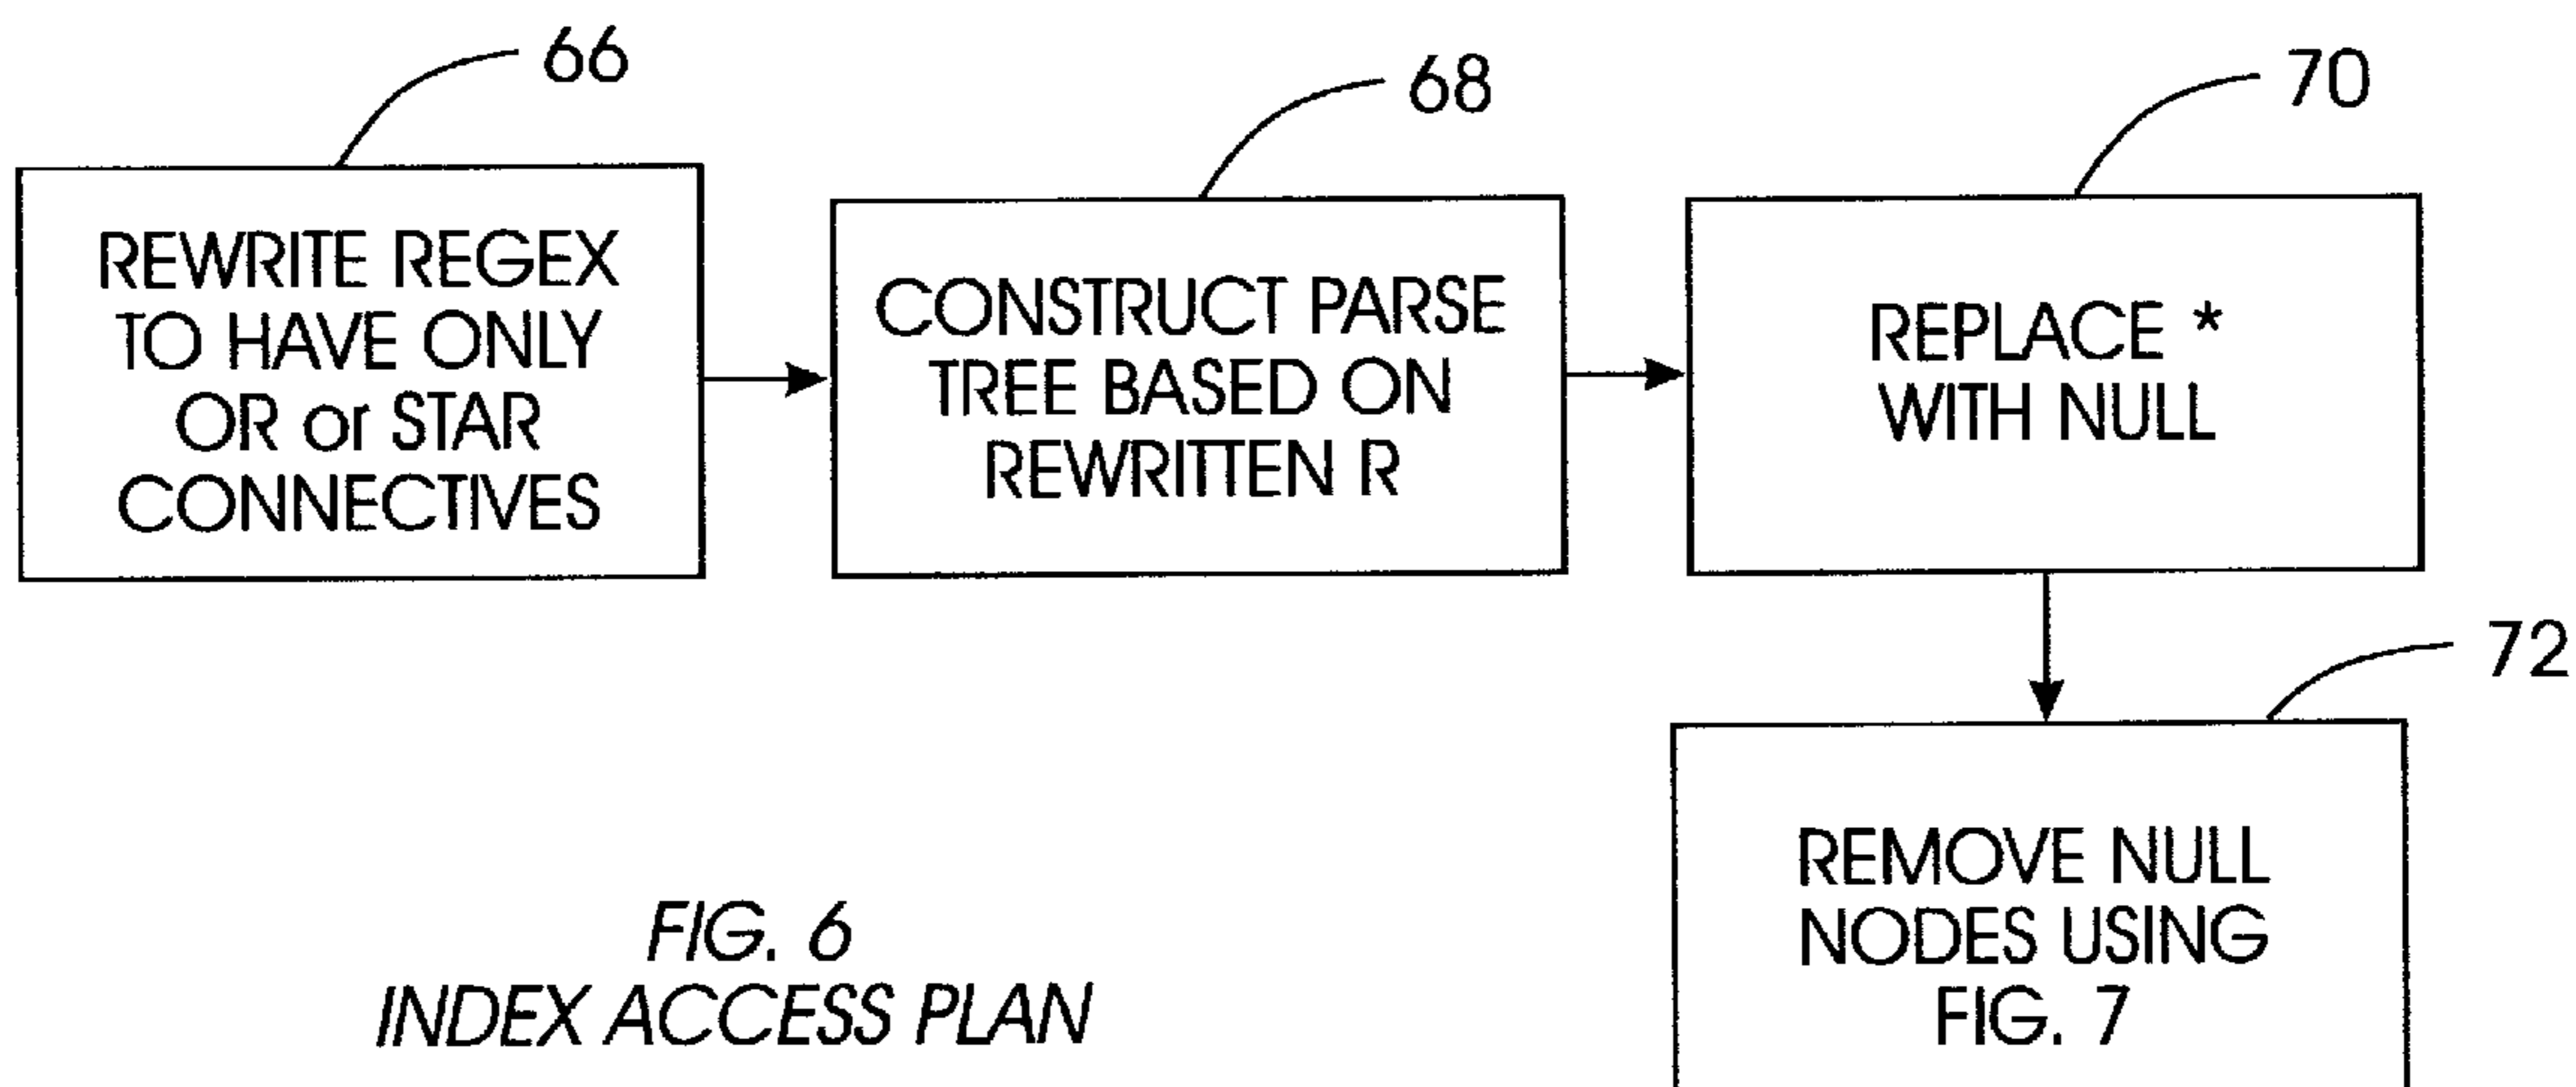 66
68
70
REWRITE REGEX
TO HAVE ONLY
OR or STAR
CONNECTIVES
CONSTRUCT PARSE
TREE BASED ON
REWRITTEN R
REPLACE *
WITH NULL
72
REMOVE NULL
NODES USING
FIG. 7
FIG. 6
INDEX ACCESS PLAN